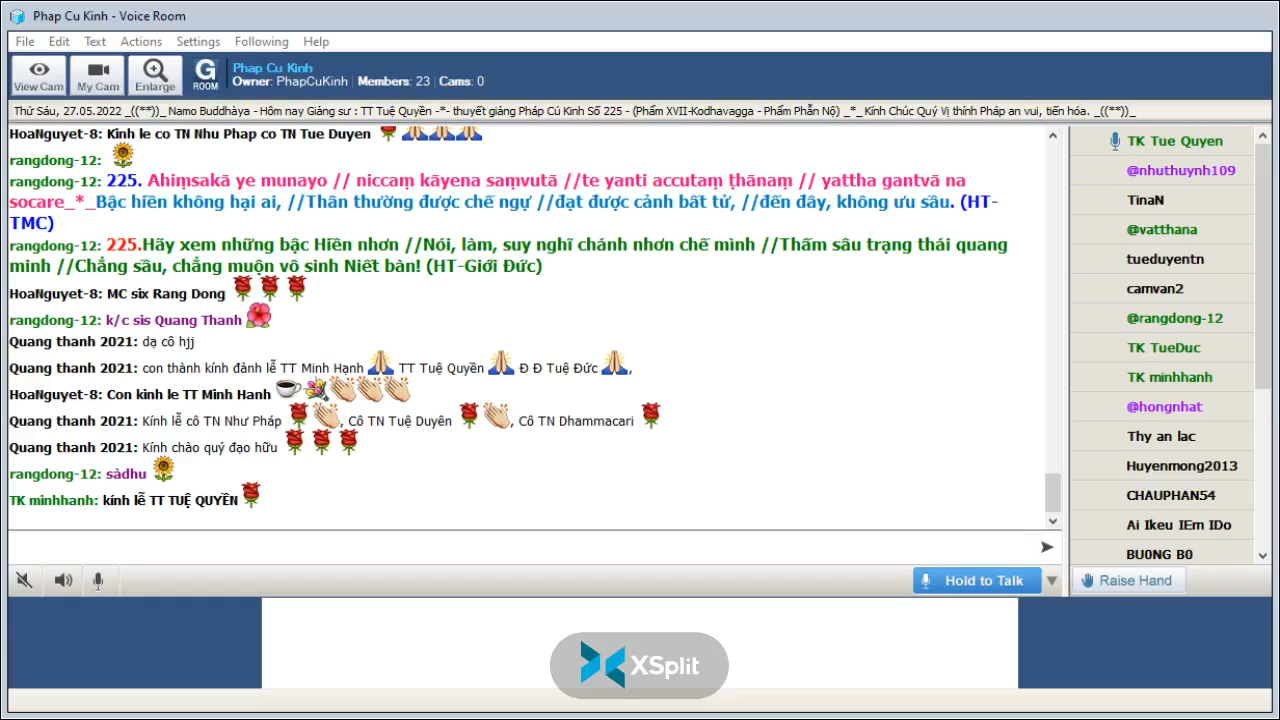 Phap Cu Kinh - Voice Room
File Edit Text Actions Settings Following Help
View Cam My Cam Enlarge G ROOM
Phap Cu Kinh
Owner: PhapCuKinh | Members: 23 | Cams: 0
Thứ Sáu, 27.05.2022 _((**))_ Namo Buddhàya - Hôm nay Giảng sư : TT Tuệ Quyền -*- thuyết giảng Pháp Cú Kinh Số 225 - (Phẩm XVII-Kodhavagga - Phẩm Phẫn Nộ) _*_ Kính Chúc Quý Vị thính Pháp an vui, tiến hóa. _((**))_
HoaNguyet-8: Kinh le co TN Nhu Phap co TN Tue Duyen
rangdong-12:
rangdong-12: 225. Ahiṃsakā ye munayo // niccaṃ kāyena saṃvutā //te yanti accutaṃ ṭhānaṃ // yattha gantvā na
socare_*_Bậc hiền không hại ai, //Thân thường được chế ngự //đạt được cảnh bất tử, //đến đây, không ưu sầu. (HT-
TMC)
rangdong-12: 225.Hãy xem những bậc Hiền nhơn //Nói, làm, suy nghĩ chánh nhơn chế mình //Thấm sâu trạng thái quang
minh //Chẳng sầu, chẳng muộn vô sinh Niết bàn! (HT-Giới Đức)
HoaNguyet-8: MC six Rang Dong
rangdong-12: k/c sis Quang Thanh
Quang thanh 2021: dạ cô hjj
Quang thanh 2021: con thành kính đảnh lễ TT Minh Hạnh TT Tuệ Quyền Đ Đ Tuệ Đức ,
HoaNguyet-8: Con kinh le TT Minh Hanh
Quang thanh 2021: Kính lễ cô TN Như Pháp , Cô TN Tuệ Duyên , Cô TN Dhammacari
Quang thanh 2021: Kính chào quý đạo hữu
rangdong-12: sàdhu
TK minhhanh: kính lễ TT TUỆ QUYỀN
Hold to Talk
TK Tue Quyen
@nhuthuynh109
TinaN
@vatthana
tueduyentn
camvan2
@rangdong-12
TK TueDuc
TK minhhanh
@hongnhat
Thy an lac
Huyenmong2013
CHAUPHAN54
Ai Ikeu IEm IDo
BU0NG B0
Raise Hand
XSplit